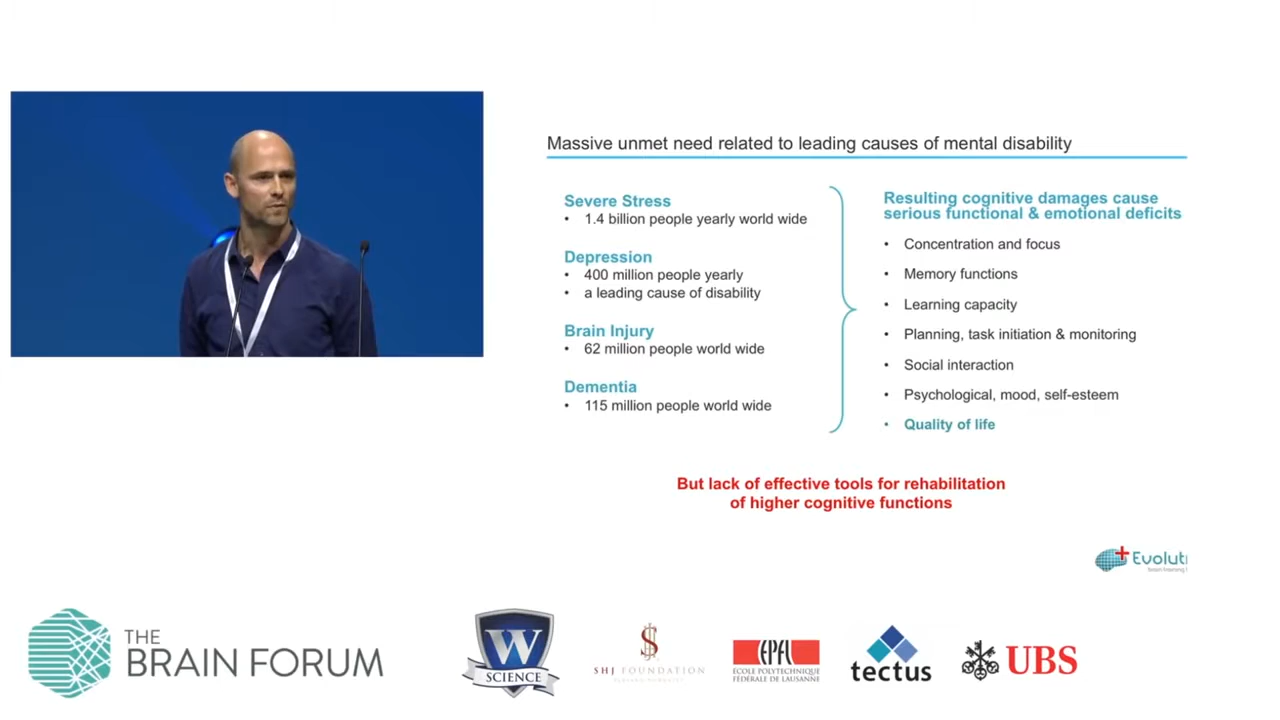 Massive unmet need related to leading causes of mental disability
Severe Stress
• 1.4 billion people yearly world wide
Depression
• 400 million people yearly
• a leading cause of disability
Brain Injury
• 62 million people world wide
Dementia
• 115 million people world wide
Resulting cognitive damages cause
serious functional & emotional deficits
• Concentration and focus
• Memory functions
• Learning capacity
• Planning, task initiation & monitoring
• Social interaction
• Psychological, mood, self-esteem
• Quality of life
But lack of effective tools for rehabilitation
of higher cognitive functions
Evoluti
brain training
THE
BRAIN FORUM
W
SCIENCE
SHJ FOUNDATION
EPFL
ÉCOLE POLYTECHNIQUE
FÉDÉRALE DE LAUSANNE
tectus
UBS